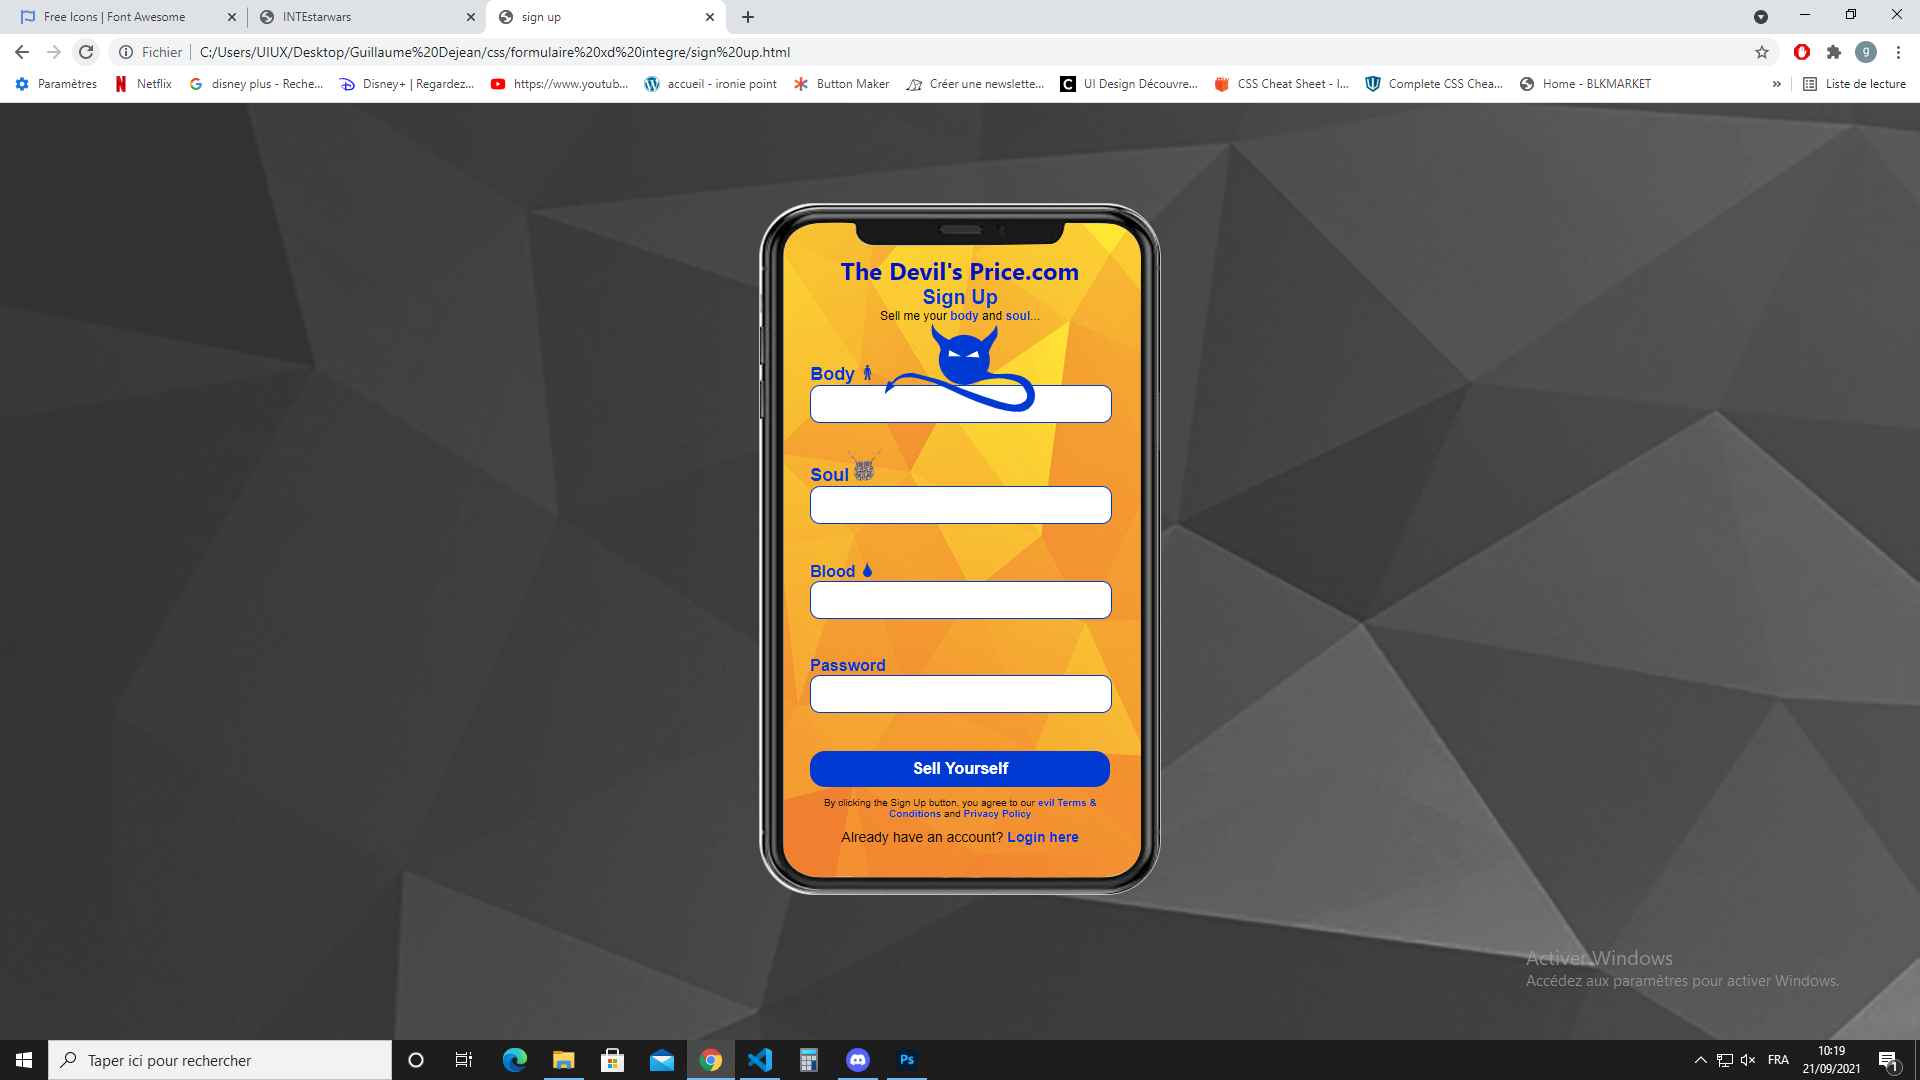 Free Icons | Font Awesome
INTEstarwars
sign up
Fichier
C:/Users/UIUX/Desktop/Guillaume%20Dejean/css/formulaire%20xd%20integre/sign%20up.html
g
Paramètres
Netflix
disney plus - Reche...
Disney+ | Regardez...
https://www.youtub...
accueil - ironie point
Button Maker
Créer une newslette...
UI Design Découvre...
CSS Cheat Sheet - I...
Complete CSS Chea...
Home - BLKMARKET
»
Liste de lecture
The Devil's Price.com
Sign Up
Sell me your body and soul...
Body
Soul
Blood
Password
Sell Yourself
By clicking the Sign Up button, you agree to our evil Terms &
Conditions and Privacy Policy
Already have an account? Login here
Activer Windows
Accédez aux paramètres pour activer Windows.
Taper ici pour rechercher
Ps
FRA
10:19
21/09/2021
1